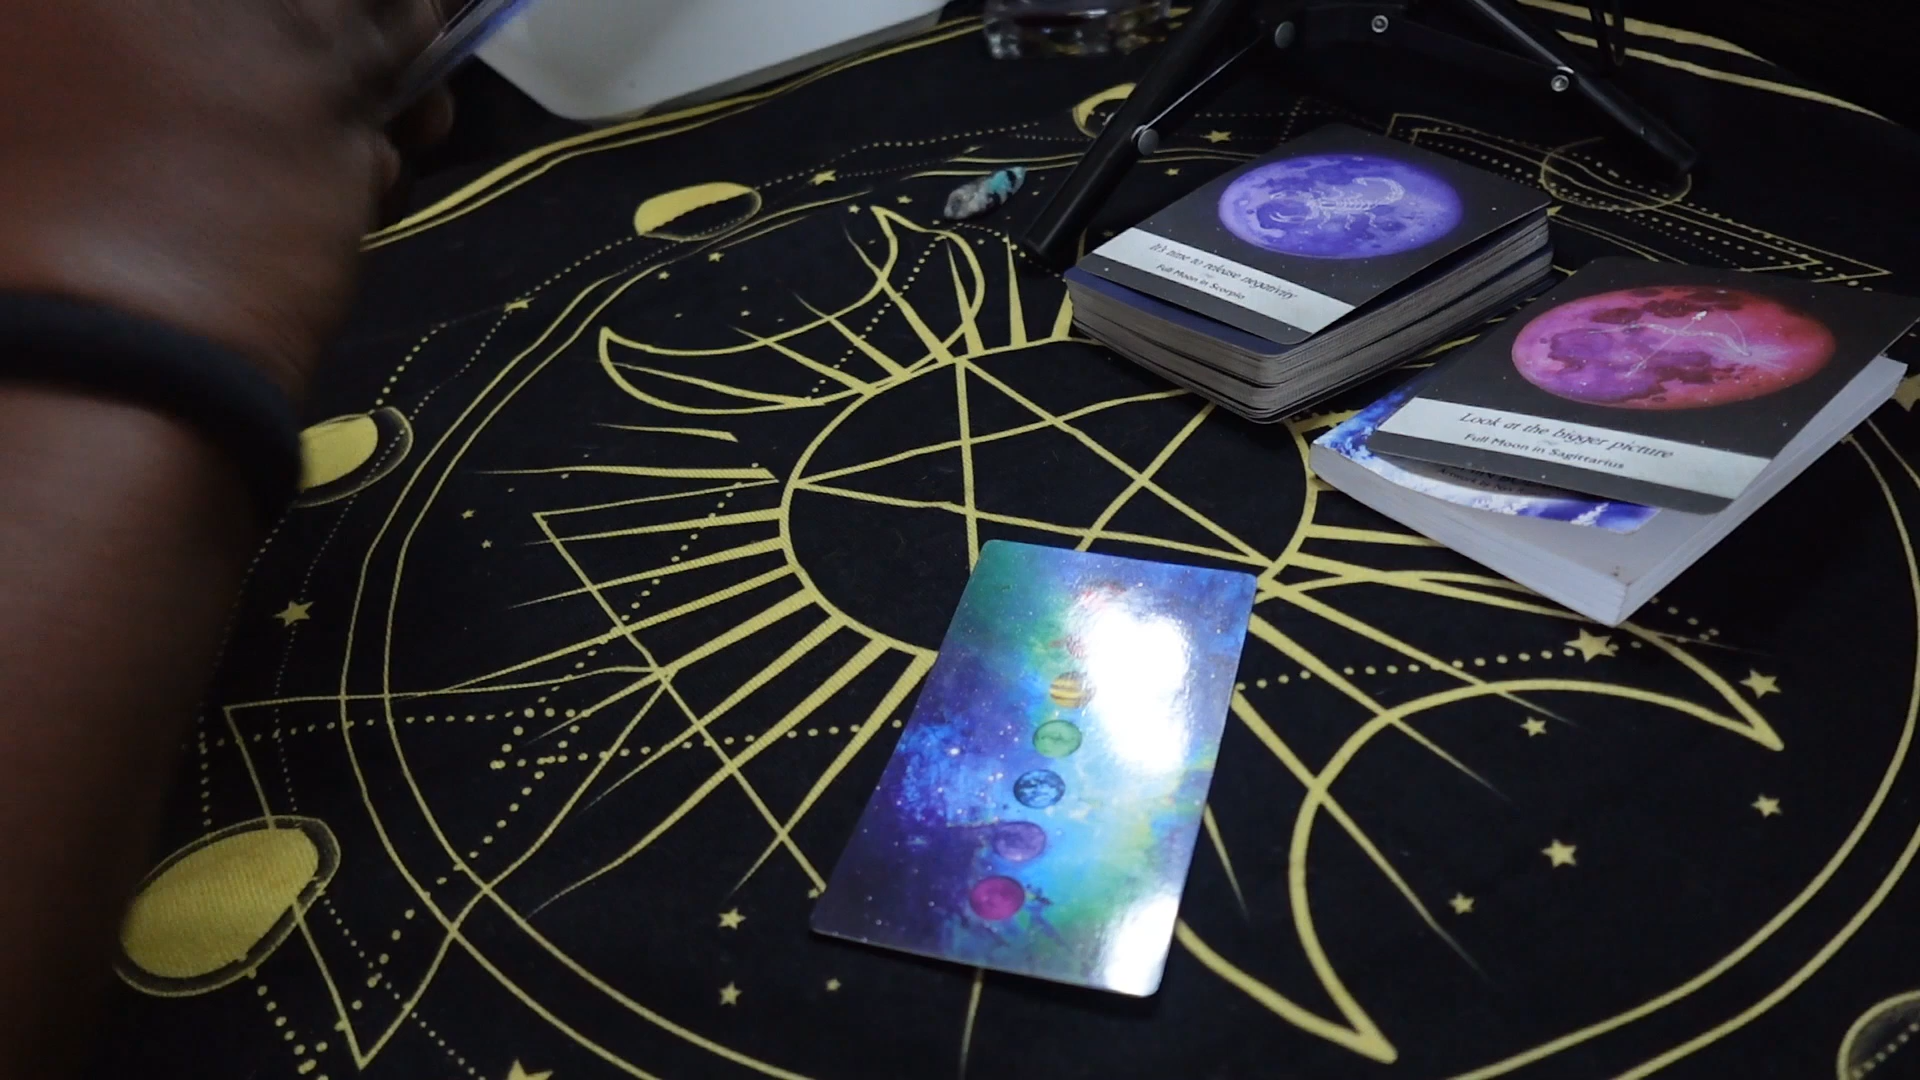 It's time to release negativity
Full Moon in Scorpio
Look at the bigger picture
Full Moon in Sagittarius